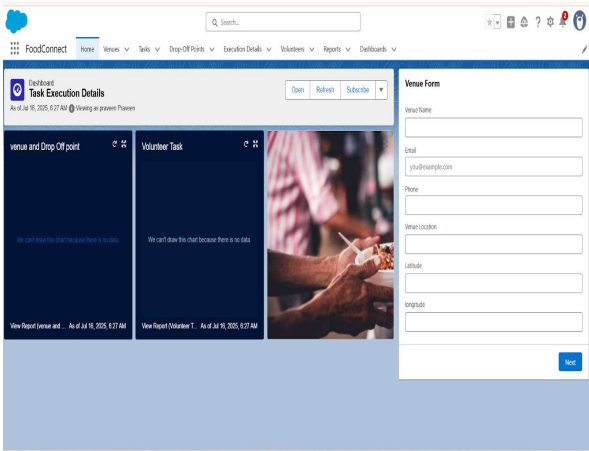 Search...
FoodConnect Home Venues Tasks Drop-Off Points Execution Details Volunteers Reports Dashboards
Dashboard
Task Execution Details
As of Jul 16, 2025, 6:27 AM Viewing as praveen Praveen
Open Refresh Subscribe
venue and Drop Off point
We can't draw this chart because there is no data.
View Report (venue and ... As of Jul 16, 2025, 6:27 AM
Volunteer Task
We can't draw this chart because there is no data
View Report (Volunteer T... As of Jul 16, 2025, 6:27 AM
Venue Form
Venue Name
Email
you@example.com
Phone
Venue Location
Latitude
longitude
Next